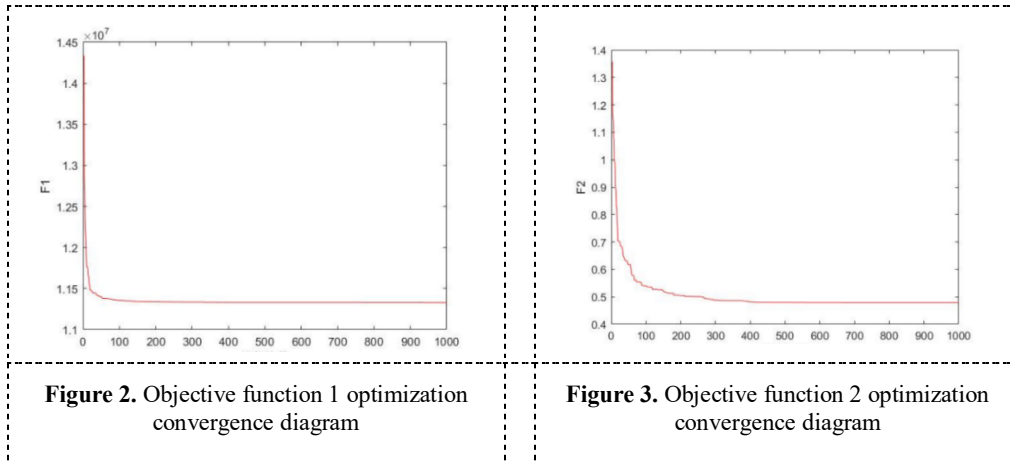 ×10⁷
1.45
1.4
1.35
1.3
1.25
1.2
1.15
1.1
F1
0 100 200 300 400 500 600 700 800 900 1000
Figure 2. Objective function 1 optimization
convergence diagram
1.4
1.3
1.2
1.1
1
0.9
0.8
0.7
0.6
0.5
0.4
F2
0 100 200 300 400 500 600 700 800 900 1000
Figure 3. Objective function 2 optimization
convergence diagram